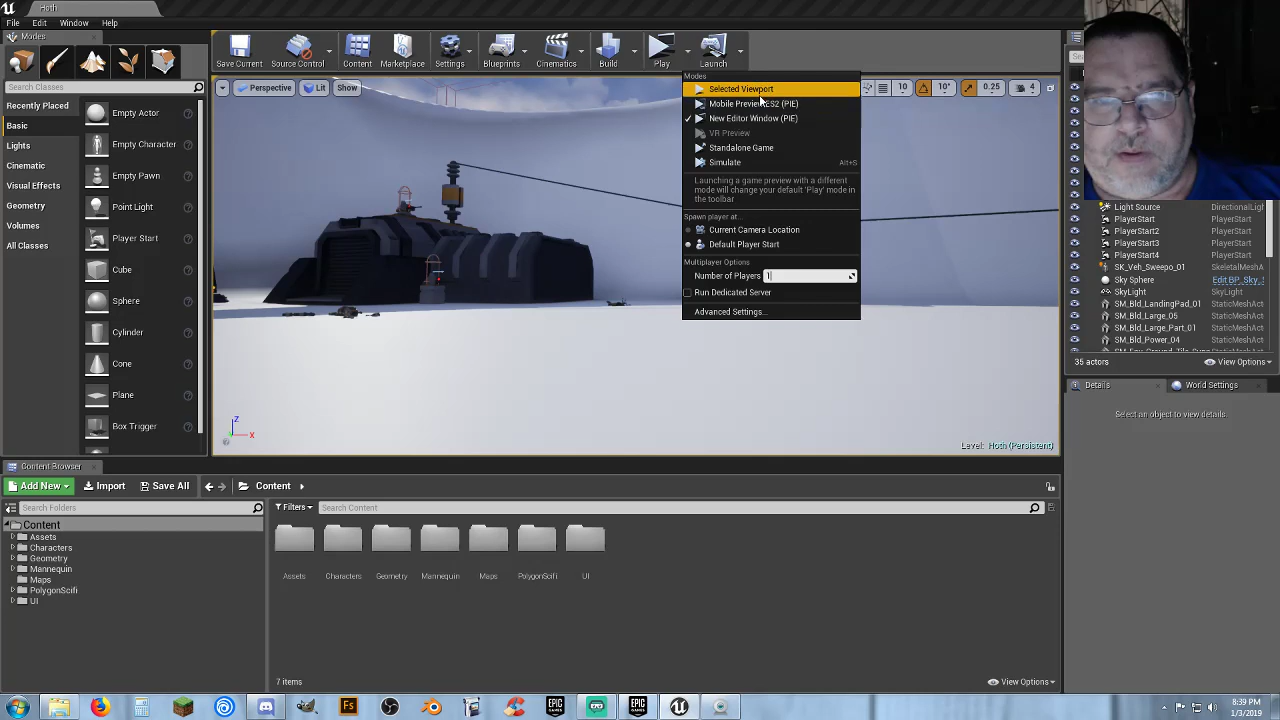 Hoth
File Edit Window Help
Modes
Search Classes
Recently Placed
Basic
Lights
Cinematic
Visual Effects
Geometry
Volumes
All Classes
Empty Actor
Empty Character
Empty Pawn
Point Light
Player Start
Cube
Sphere
Cylinder
Cone
Plane
Box Trigger
Save Current
Source Control
Content
Marketplace
Settings
Blueprints
Cinematics
Build
Play
Launch
Perspective
Lit
Show
10
10°
0.25
4
Modes
Selected Viewport
Mobile Preview ES2 (PIE)
New Editor Window (PIE)
VR Preview
Standalone Game
Simulate Alt+S
Launching a game preview with a different
mode will change your default 'Play' mode in
the toolbar
Spawn player at...
Current Camera Location
Default Player Start
Multiplayer Options
Number of Players 1
Run Dedicated Server
Advanced Settings...
Z
X
Level: Hoth (Persistent)
Light Source DirectionalLigh
PlayerStart PlayerStart
PlayerStart2 PlayerStart
PlayerStart3 PlayerStart
PlayerStart4 PlayerStart
SK_Veh_Sweepo_01 SkeletalMeshA
Sky Sphere Edit BP_Sky_S
SkyLight SkyLight
SM_Bld_LandingPad_01 StaticMeshAct
SM_Bld_Large_05 StaticMeshAct
SM_Bld_Large_Part_01 StaticMeshAct
SM_Bld_Power_04 StaticMeshAct
35 actors
View Options
Details
World Settings
Select an object to view details.
Content Browser
Add New
Import
Save All
Content
Search Folders
Filters
Search Content
Content
Assets
Characters
Geometry
Mannequin
Maps
PolygonScifi
UI
Assets
Characters
Geometry
Mannequin
Maps
PolygonScifi
UI
7 items
View Options
Fs
EPIC
GAMES
EPIC
GAMES
8:39 PM
1/3/2019